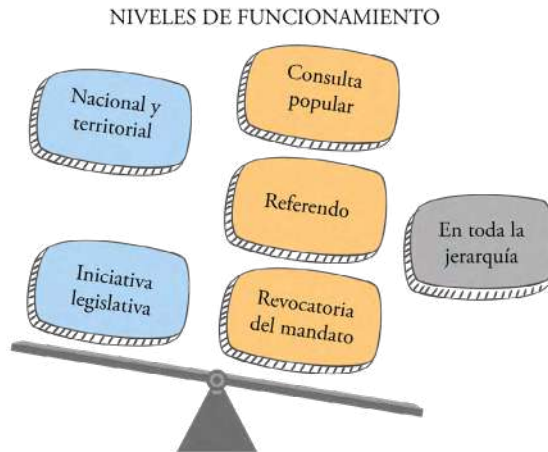 NIVELES DE FUNCIONAMIENTO
Nacional y
territorial
Consulta
popular
Referendo
En toda la
jerarquía
Iniciativa
legislativa
Revocatoria
del mandato